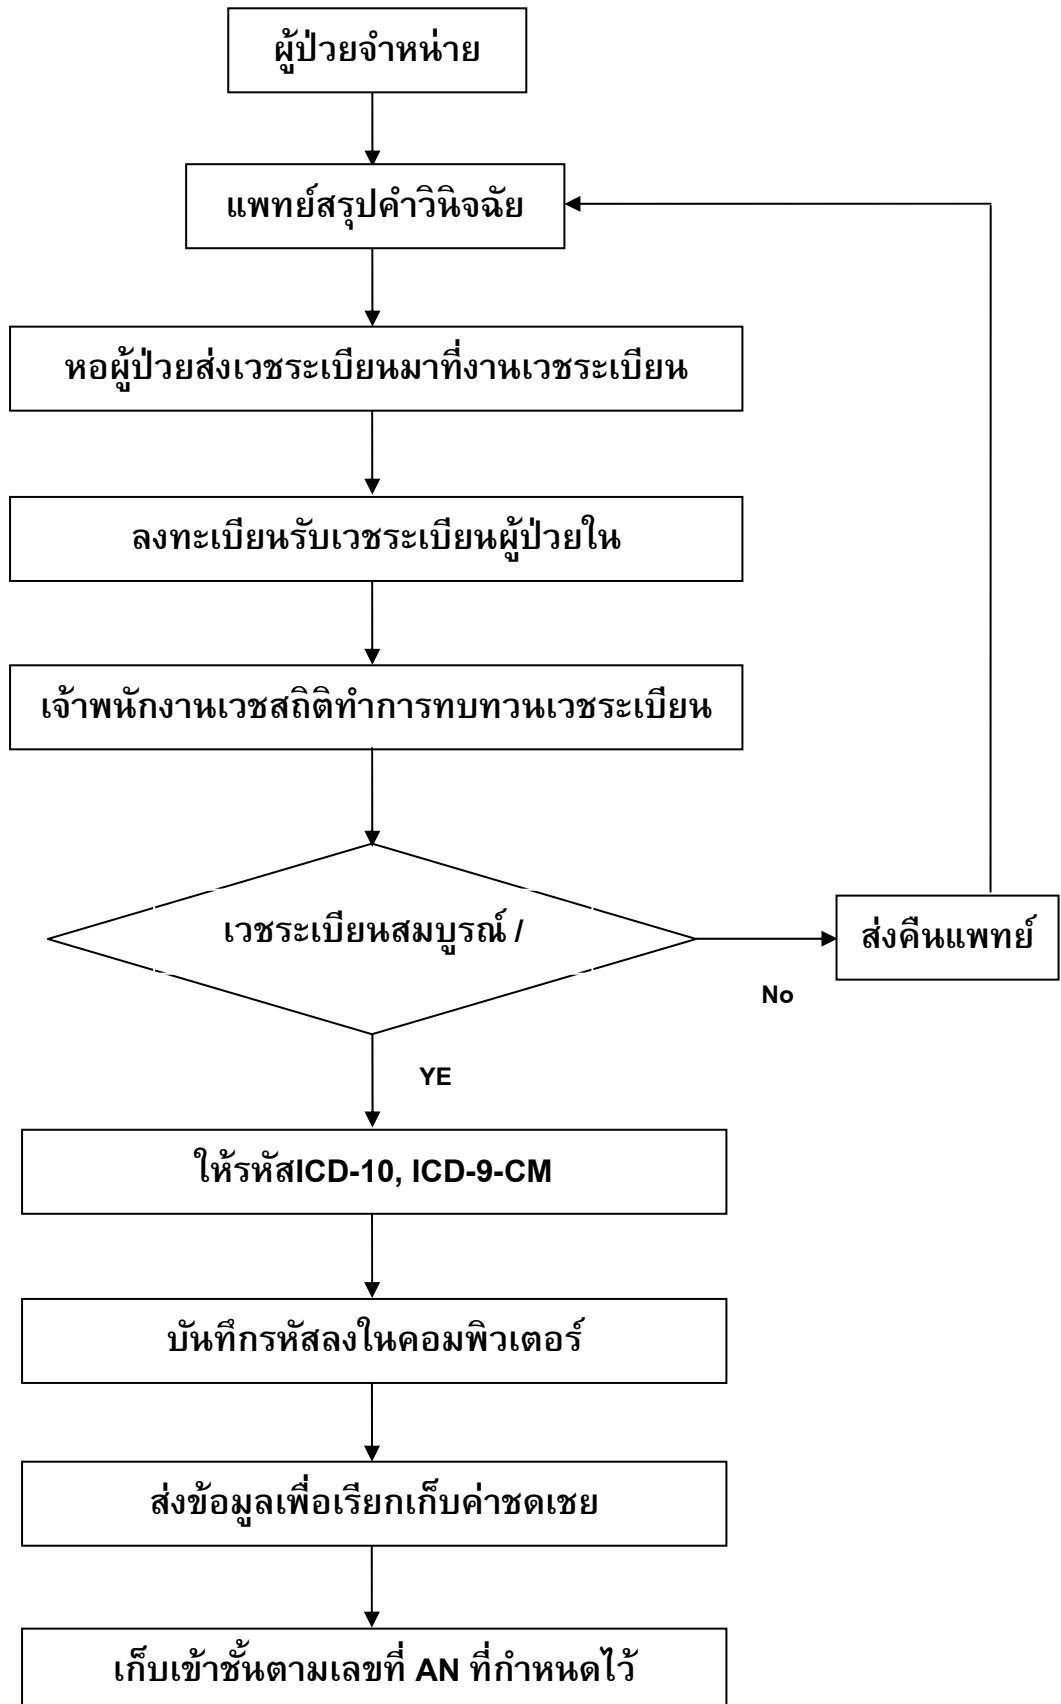 ผู้ป่วยจำหน่าย
แพทย์สรุปคำวินิจฉัย
หอผู้ป่วยส่งเวชระเบียนมาที่งานเวชระเบียน
ลงทะเบียนรับเวชระเบียนผู้ป่วยใน
เจ้าพนักงานเวชสถิติทำการทบทวนเวชระเบียน
เวชระเบียนสมบูรณ์ /
ส่งคืนแพทย์
No
YE
ให้รหัสICD-10, ICD-9-CM
บันทึกรหัสลงในคอมพิวเตอร์
ส่งข้อมูลเพื่อเรียกเก็บค่าชดเชย
เก็บเข้าชั้นตามเลขที่ AN ที่กำหนดไว้